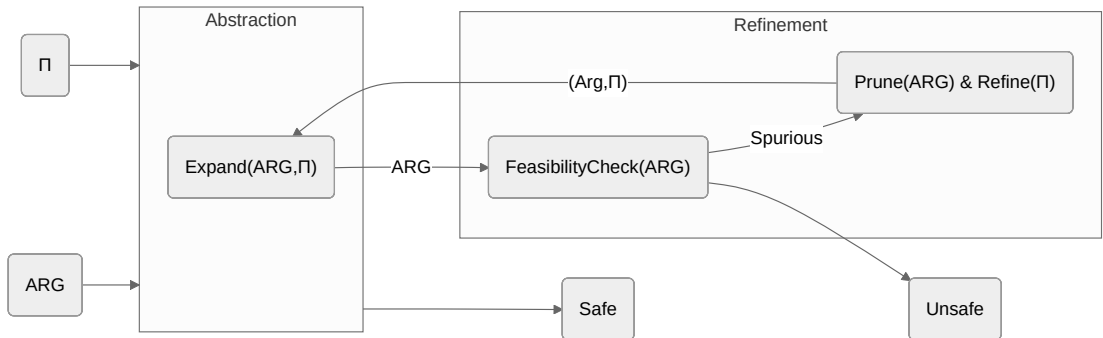 Abstraction
Refinement
Π
(Arg,Π)
Prune(ARG) & Refine(Π)
Spurious
Expand(ARG,Π)
ARG
FeasibilityCheck(ARG)
ARG
Safe
Unsafe